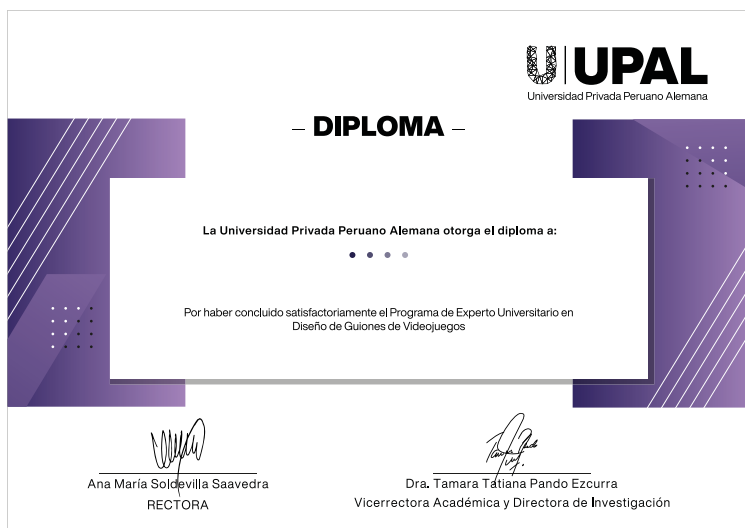 UPAL
Universidad Privada Peruano Alemana
– DIPLOMA –
La Universidad Privada Peruano Alemana otorga el diploma a:
Por haber concluido satisfactoriamente el Programa de Experto Universitario en
Diseño de Guiones de Videojuegos
Ana María Soldevilla Saavedra
RECTORA
Dra. Tamara Tatiana Pando Ezcurra
Vicerrectora Académica y Directora de Investigación